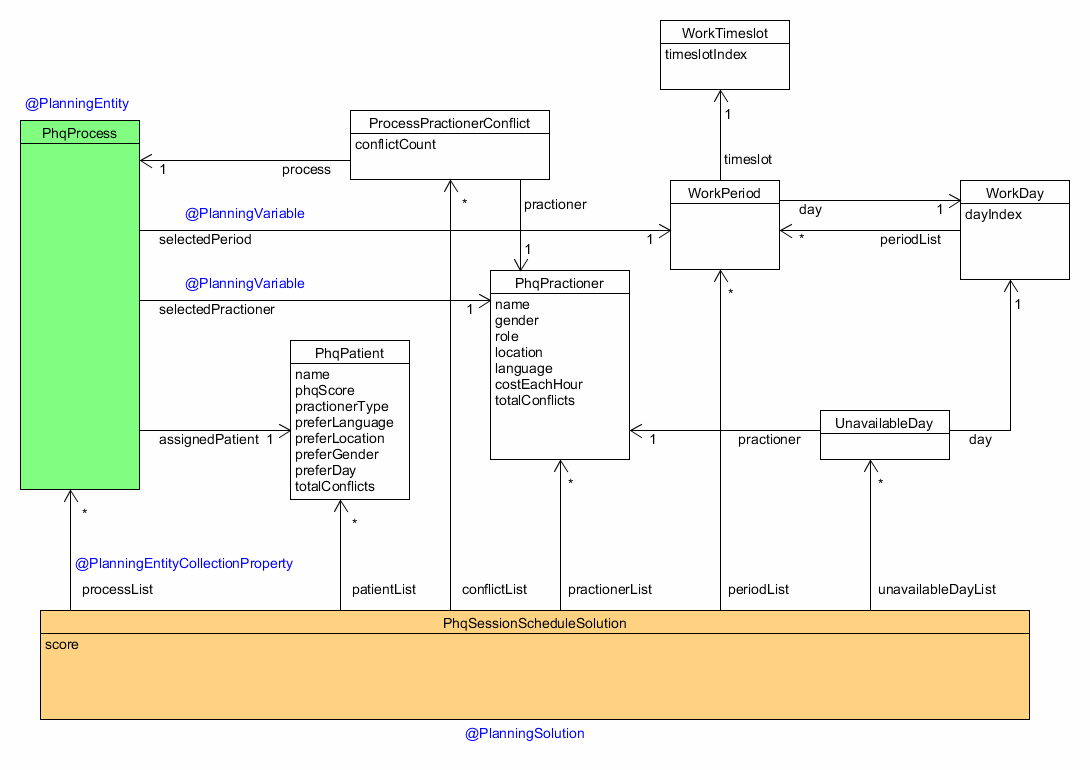 WorkTimeslot
timeslotIndex
1
timeslot
@PlanningEntity
PhqProcess
ProcessPractionerConflict
conflictCount
1
process
*
practioner
1
WorkPeriod
day
1
*
periodList
WorkDay
dayIndex
@PlanningVariable
selectedPeriod
1
@PlanningVariable
selectedPractioner
1
PhqPractioner
name
gender
role
location
language
costEachHour
totalConflicts
*
1
PhqPatient
name
phqScore
practionerType
preferLanguage
preferLocation
preferGender
preferDay
totalConflicts
assignedPatient 1
1
practioner
UnavailableDay
day
*
*
*
*
@PlanningEntityCollectionProperty
processList
patientList
conflictList
practionerList
periodList
unavailableDayList
PhqSessionScheduleSolution
score
@PlanningSolution